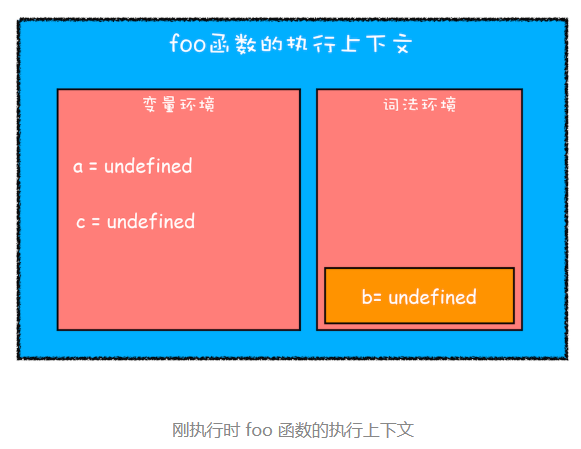 foo函数的执行上下文
变量环境
词法环境
a = undefined
c = undefined
b= undefined
刚执行时 foo 函数的执行上下文